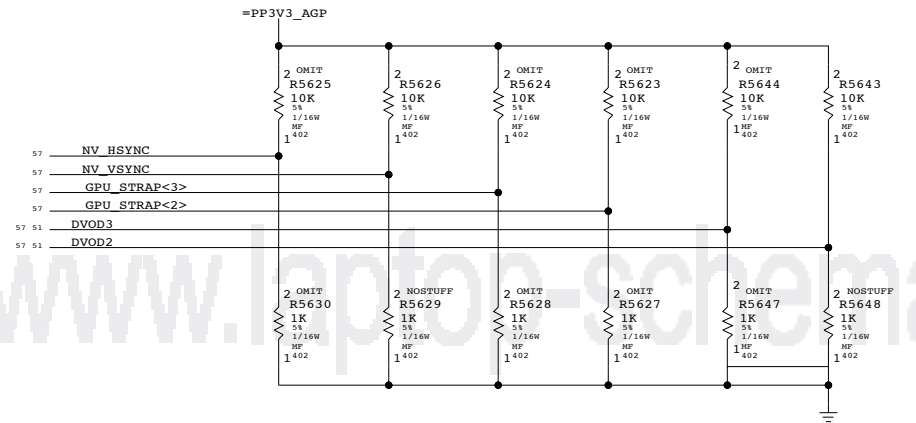 =PP3V3_AGP
2 OMIT
R5625
10K
5%
1/16W
MF
1 402
2
R5626
10K
5%
1/16W
MF
1 402
2 OMIT
R5624
10K
5%
1/16W
MF
1 402
2 OMIT
R5623
10K
5%
1/16W
MF
1 402
2 OMIT
R5644
10K
5%
1/16W
MF
1 402
2
R5643
10K
5%
1/16W
MF
1 402
57 NV_HSYNC
57 NV_VSYNC
57 GPU_STRAP<3>
57 GPU_STRAP<2>
57 51 DVOD3
57 51 DVOD2
www.laptop-schema
2 OMIT
R5630
1K
5%
1/16W
MF
1 402
2 NOSTUFF
R5629
1K
5%
1/16W
MF
1 402
2 OMIT
R5628
1K
5%
1/16W
MF
1 402
2 OMIT
R5627
1K
5%
1/16W
MF
1 402
2 OMIT
R5647
1K
5%
1/16W
MF
1 402
2 NOSTUFF
R5648
1K
5%
1/16W
MF
1 402